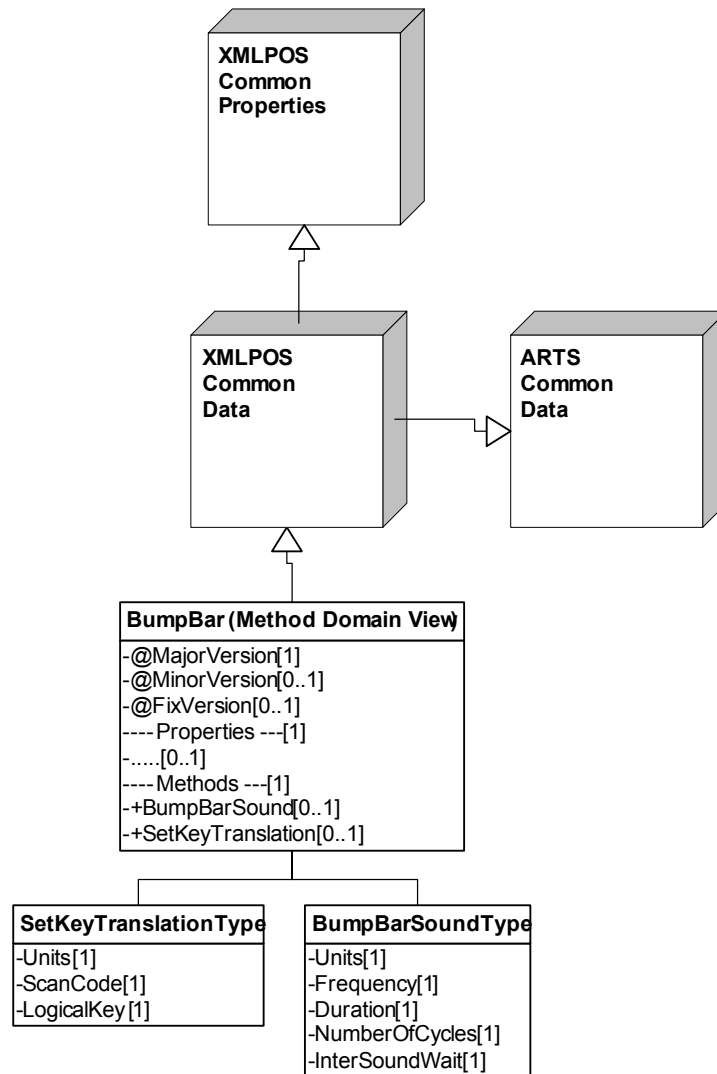 XMLPOS
Common
Properties
XMLPOS
Common
Data
ARTS
Common
Data
BumpBar (Method Domain View)
-@MajorVersion[1]
-@MinorVersion[0..1]
-@FixVersion[0..1]
---- Properties ---[1]
-.....[0..1]
---- Methods ---[1]
-+BumpBarSound[0..1]
-+SetKeyTranslation[0..1]
SetKeyTranslationType
-Units[1]
-ScanCode[1]
-LogicalKey[1]
BumpBarSoundType
-Units[1]
-Frequency[1]
-Duration[1]
-NumberOfCycles[1]
-InterSoundWait[1]